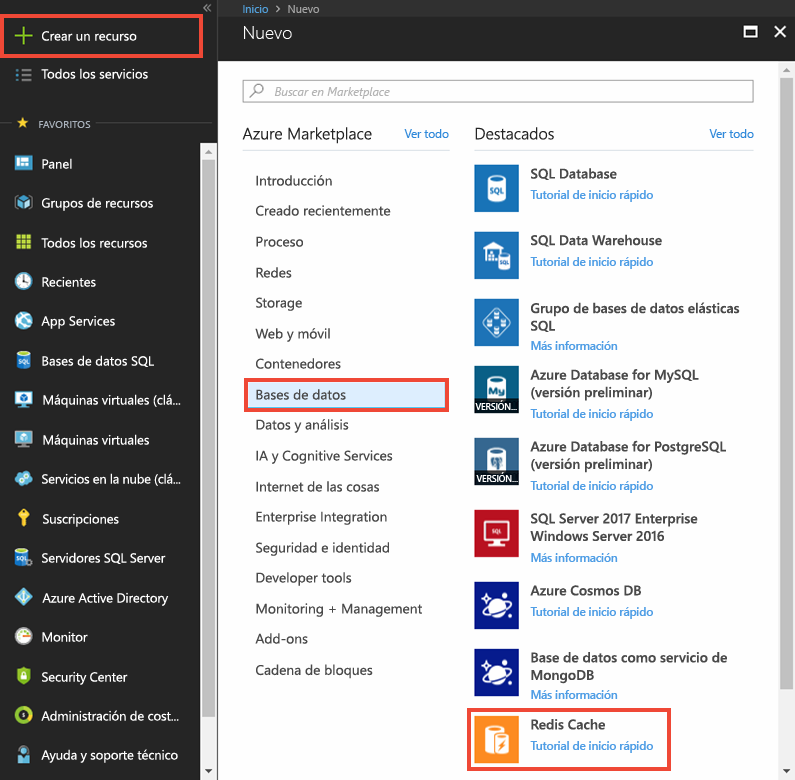 Crear un recurso
Todos los servicios
FAVORITOS
Panel
Grupos de recursos
Todos los recursos
Recientes
App Services
Bases de datos SQL
Máquinas virtuales (clá...
Máquinas virtuales
Servicios en la nube (clá...
Suscripciones
Servidores SQL Server
Azure Active Directory
Monitor
Security Center
Administración de cost...
Ayuda y soporte técnico
Inicio > Nuevo
Nuevo
Buscar en Marketplace
Azure Marketplace Ver todo
Introducción
Creado recientemente
Proceso
Redes
Storage
Web y móvil
Contenedores
Bases de datos
Datos y análisis
IA y Cognitive Services
Internet de las cosas
Enterprise Integration
Seguridad e identidad
Developer tools
Monitoring + Management
Add-ons
Cadena de bloques
Destacados Ver todo
SQL
SQL Database
Tutorial de inicio rápido
SQL
SQL Data Warehouse
Tutorial de inicio rápido
Grupo de bases de datos elásticas
SQL
Más información
My
VERSIÓN...
Azure Database for MySQL
(versión preliminar)
Tutorial de inicio rápido
VERSIÓN...
Azure Database for PostgreSQL
(versión preliminar)
Tutorial de inicio rápido
SQL
SQL Server 2017 Enterprise
Windows Server 2016
Más información
Azure Cosmos DB
Tutorial de inicio rápido
Base de datos como servicio de
MongoDB
Más información
Redis Cache
Tutorial de inicio rápido